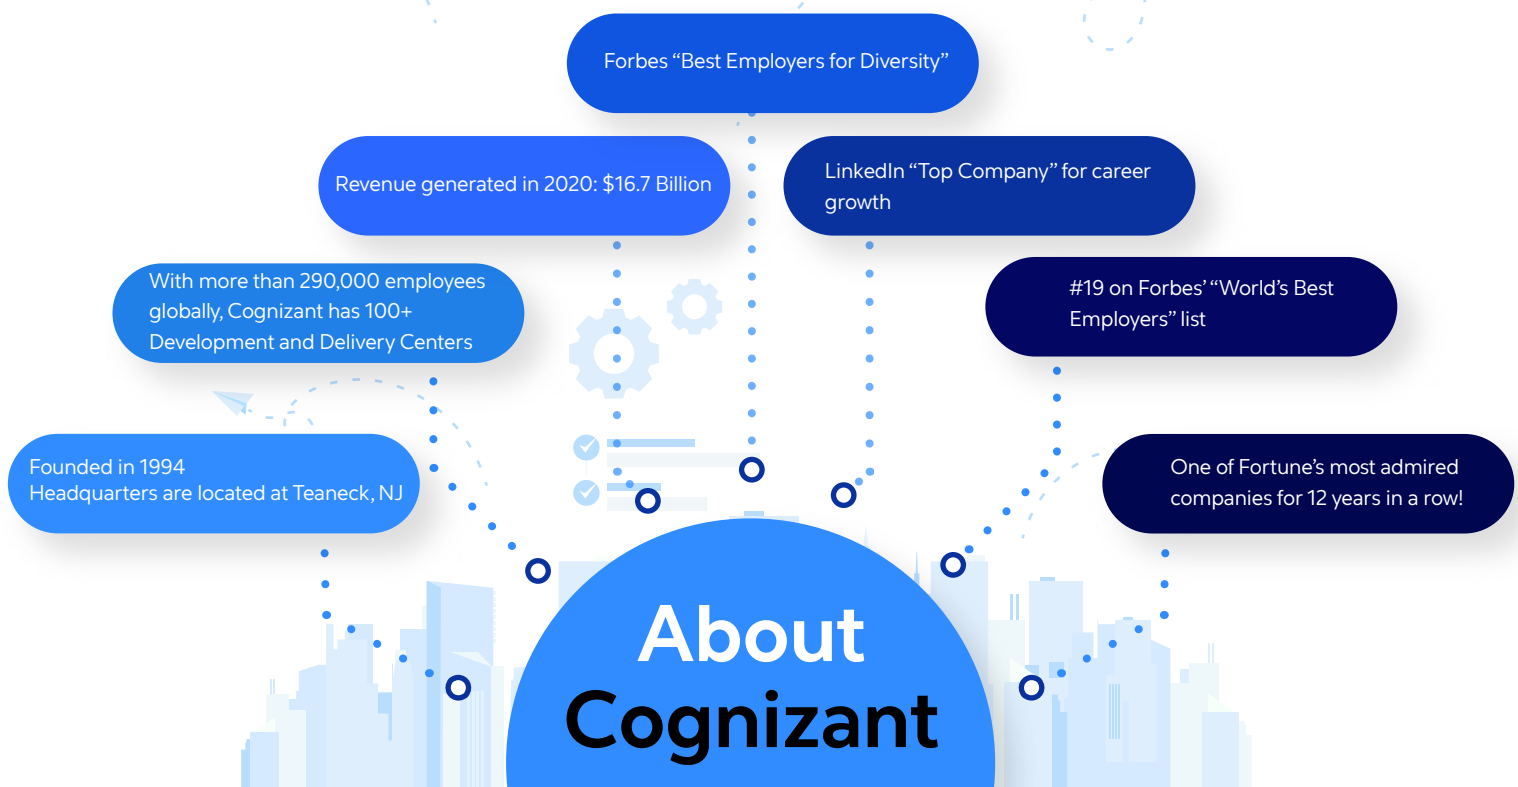 Forbes “Best Employers for Diversity”
Revenue generated in 2020: $16.7 Billion
LinkedIn “Top Company” for career
growth
With more than 290,000 employees
globally, Cognizant has 100+
Development and Delivery Centers
#19 on Forbes’ “World’s Best
Employers” list
Founded in 1994
Headquarters are located at Teaneck, NJ
One of Fortune’s most admired
companies for 12 years in a row!
About
Cognizant